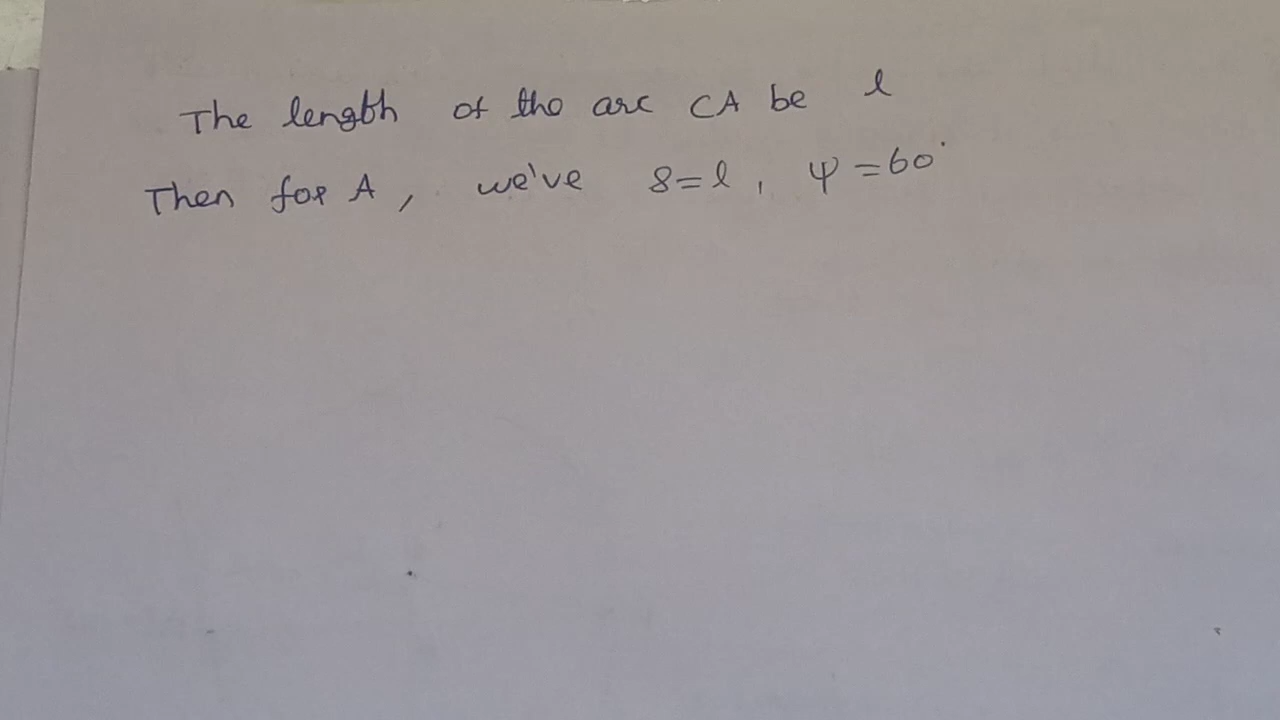 The length of the arc CA be l
Then for A, we've s=l, ψ=60°